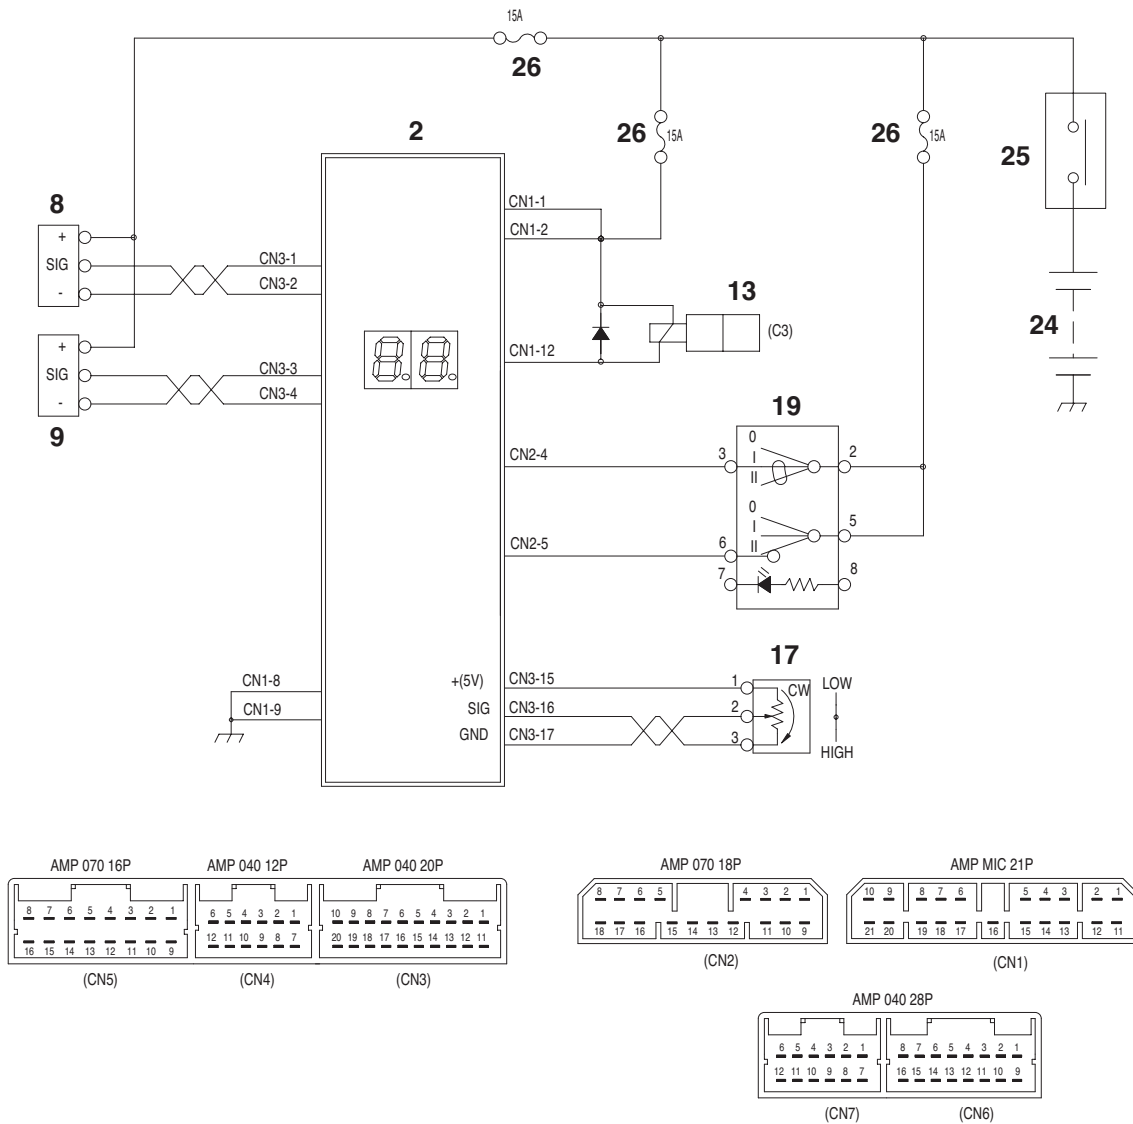 15A
26
2
26
15A
26
15A
25
8
CN1-1
+
CN1-2
SIG
CN3-1
-
CN3-2
13
24
+
CN1-12
(C3)
SIG
CN3-3
-
CN3-4
9
19
0
3
I
2
CN2-4
II
0
I
5
6
II
CN2-5
7
8
17
CN1-8
+(5V)
CN3-15
1
CW
LOW
CN1-9
SIG
CN3-16
2
GND
CN3-17
3
HIGH
AMP 070 16P
AMP 040 12P
AMP 040 20P
AMP 070 18P
AMP MIC 21P
8 7 6 5 4 3 2 1
6 5 4 3 2 1
10 9 8 7 6 5 4 3 2 1
8 7 6 5 4 3 2 1
10 9 8 7 6 5 4 3 2 1
16 15 14 13 12 11 10 9
12 11 10 9 8 7
20 19 18 17 16 15 14 13 12 11
18 17 16 15 14 13 12 11 10 9
21 20 19 18 17 16 15 14 13 12 11
(CN5)
(CN4)
(CN3)
(CN2)
(CN1)
AMP 040 28P
6 5 4 3 2 1
8 7 6 5 4 3 2 1
12 11 10 9 8 7
16 15 14 13 12 11 10 9
(CN7)
(CN6)